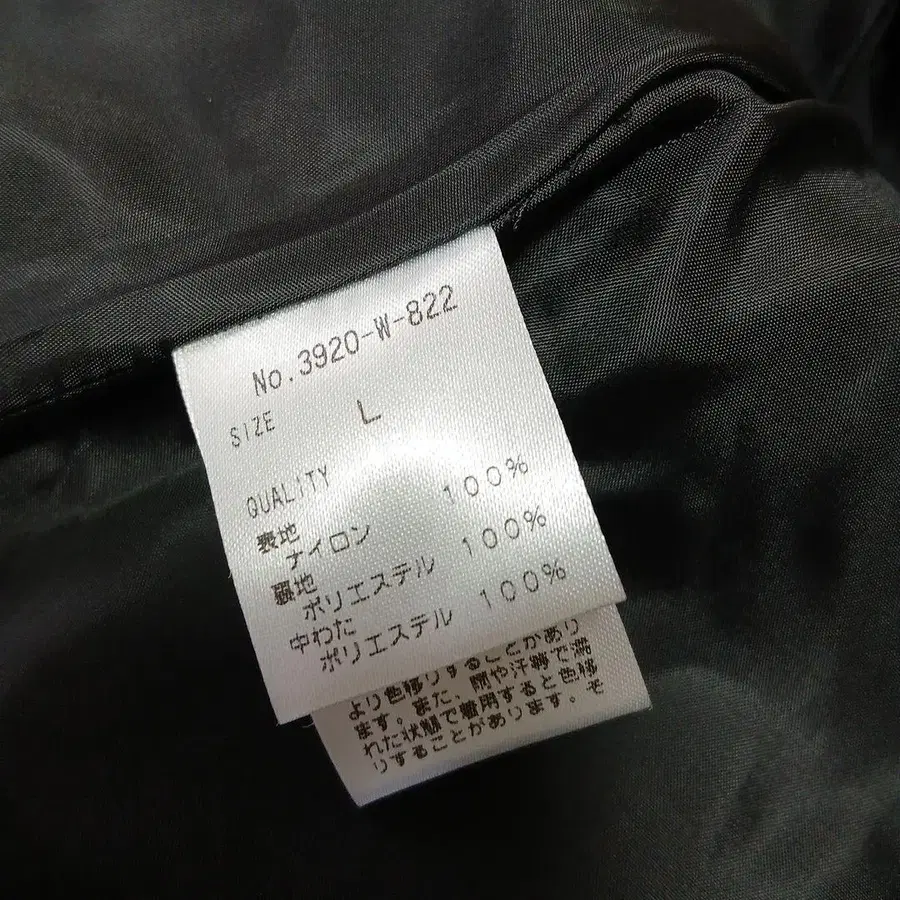 No.3920-W-822
SIZE L
QUALITY
表地
ナイロン 100%
裏地
ポリエステル 100%
中わた
ポリエステル 100%
より色移りすることがあり
ます。また、雨や汗等で濡
れた状態で着用すると色移
りすることがあります。そ